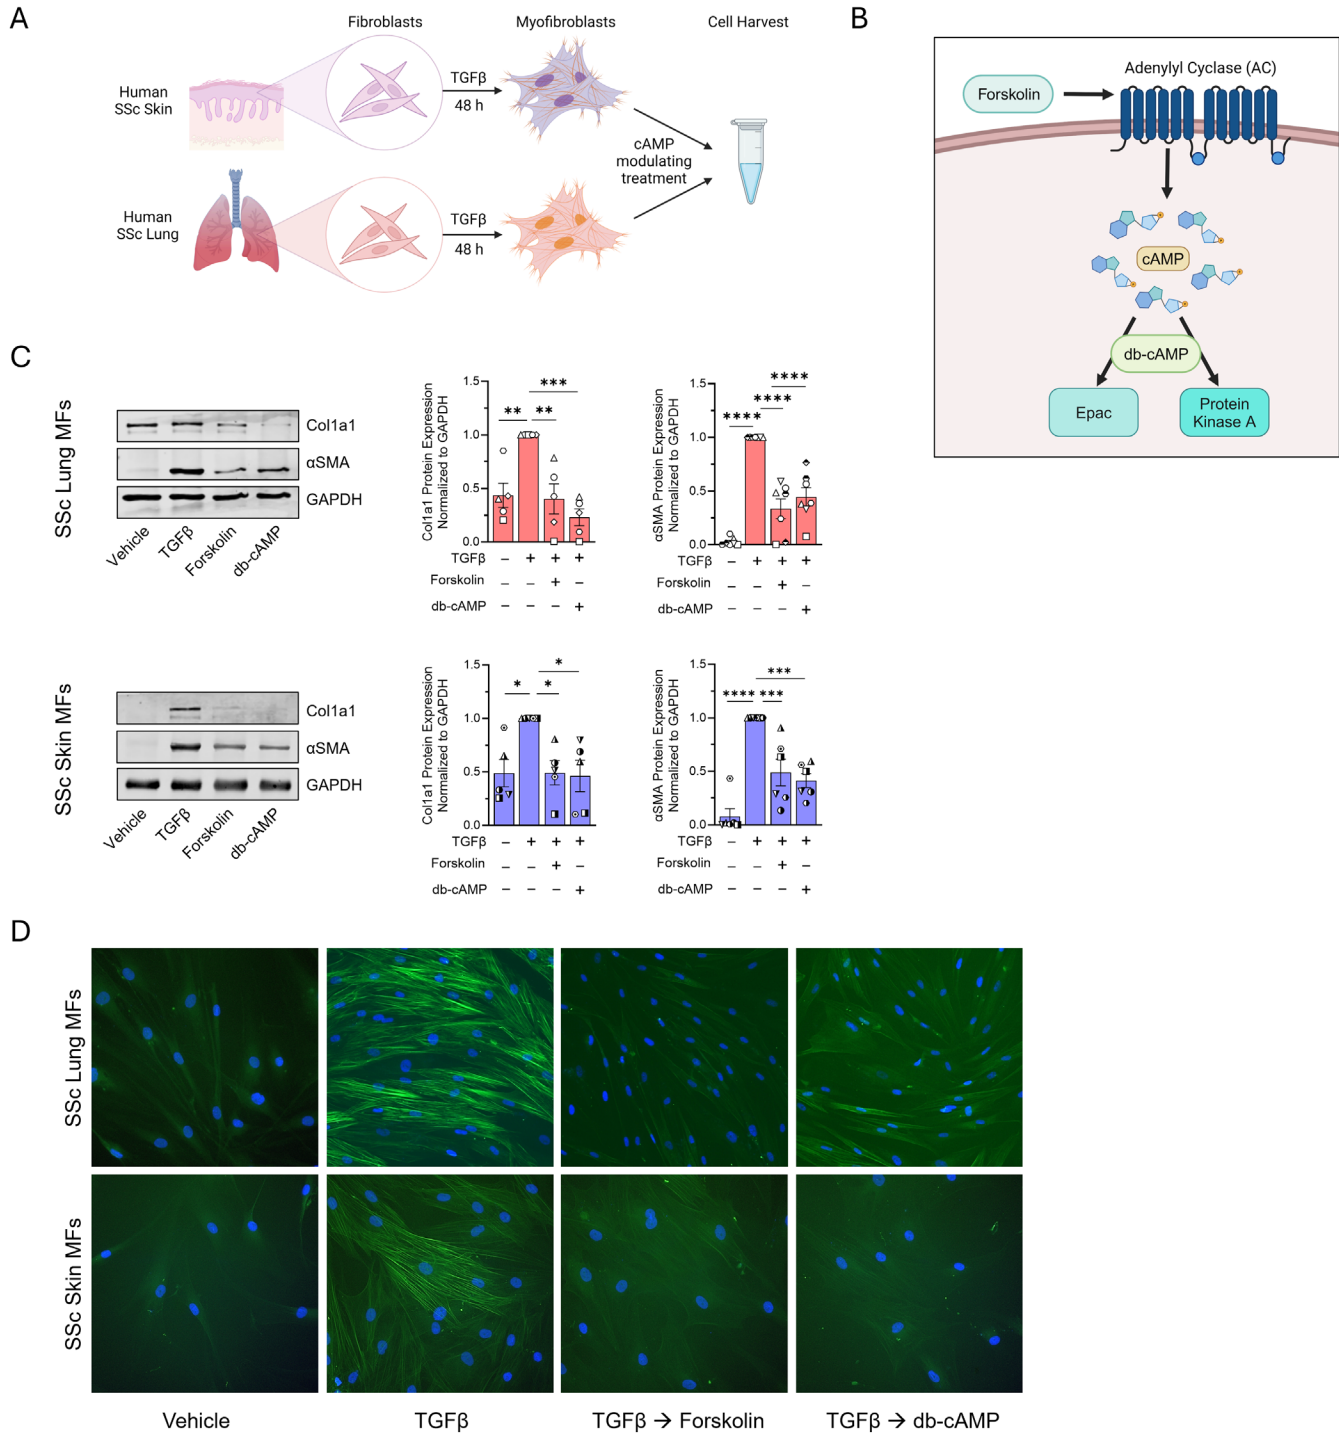 A
Fibroblasts
Myofibroblasts
Cell Harvest
Human
SSc Skin
TGFβ
48 h
cAMP
modulating
treatment
Human
SSc Lung
TGFβ
48 h
B
Adenylyl Cyclase (AC)
Forskolin
cAMP
db-cAMP
Epac
Protein
Kinase A
C
SSc Lung MFs
Col1a1
αSMA
GAPDH
Vehicle
TGFβ
Forskolin
db-cAMP
Col1a1 Protein Expression
Normalized to GAPDH
1.5
1.0
0.5
0.0
** ** ***
TGFβ – + + +
Forskolin – – + –
db-cAMP – – – +
αSMA Protein Expression
Normalized to GAPDH
1.5
1.0
0.5
0.0
**** **** ****
TGFβ – + + +
Forskolin – – + –
db-cAMP – – – +
SSc Skin MFs
Col1a1
αSMA
GAPDH
Vehicle
TGFβ
Forskolin
db-cAMP
Col1a1 Protein Expression
Normalized to GAPDH
1.5
1.0
0.5
0.0
* * *
TGFβ – + + +
Forskolin – – + –
db-cAMP – – – +
αSMA Protein Expression
Normalized to GAPDH
1.5
1.0
0.5
0.0
**** *** ***
TGFβ – + + +
Forskolin – – + –
db-cAMP – – – +
D
SSc Lung MFs
SSc Skin MFs
Vehicle
TGFβ
TGFβ → Forskolin
TGFβ → db-cAMP